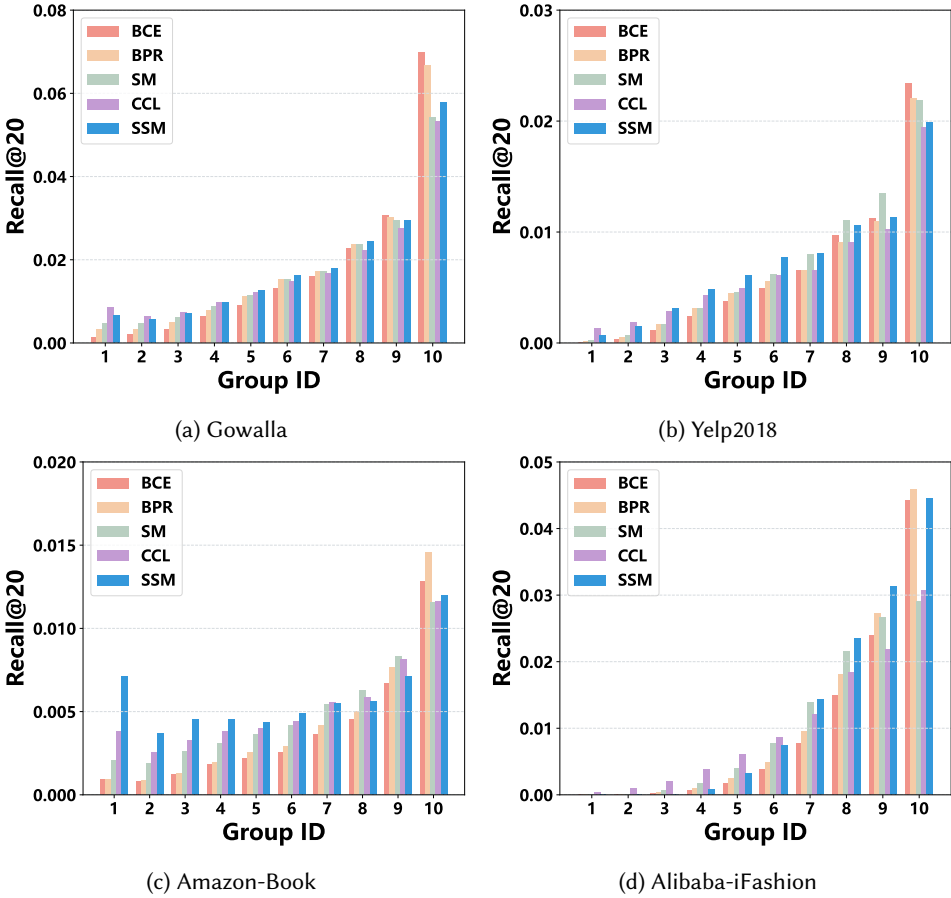 0.08
0.06
0.04
0.02
0.00
Recall@20
BCE
BPR
SM
CCL
SSM
1 2 3 4 5 6 7 8 9 10
Group ID
(a) Gowalla
0.03
0.02
0.01
0.00
Recall@20
BCE
BPR
SM
CCL
SSM
1 2 3 4 5 6 7 8 9 10
Group ID
(b) Yelp2018
0.020
0.015
0.010
0.005
0.000
Recall@20
BCE
BPR
SM
CCL
SSM
1 2 3 4 5 6 7 8 9 10
Group ID
(c) Amazon-Book
0.05
0.04
0.03
0.02
0.01
0.00
Recall@20
BCE
BPR
SM
CCL
SSM
1 2 3 4 5 6 7 8 9 10
Group ID
(d) Alibaba-iFashion